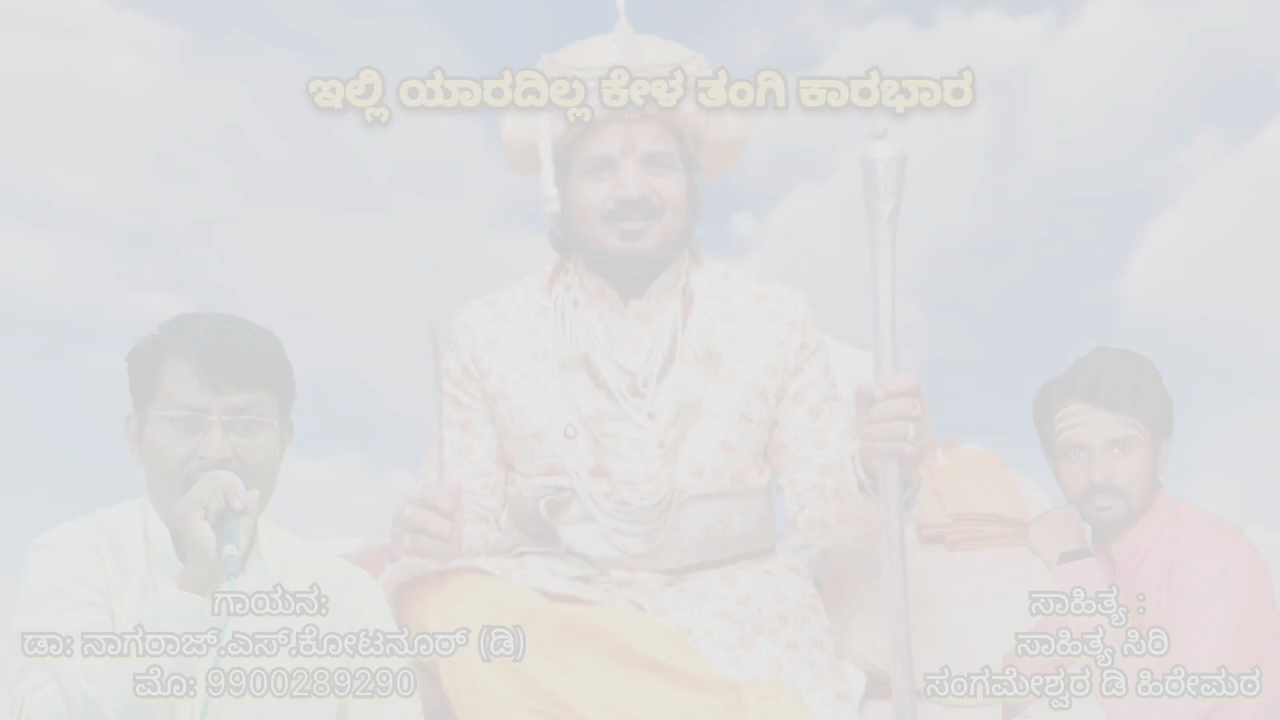 ಇಲ್ಲಿ ಯಾರದಿಲ್ಲ ಕೇಳ ತಂಗಿ ಕಾರಭಾರ
ಗಾಯನ:
ಡಾ: ನಾಗರಾಜ್.ಎಸ್.ಕೋಟನೂರ್ (ಡಿ)
ಮೊ: 9900289290
ಸಾಹಿತ್ಯ :
ಸಾಹಿತ್ಯ ಸಿರಿ
ಸಂಗಮೇಶ್ವರ ಡಿ ಹಿರೇಮಠ